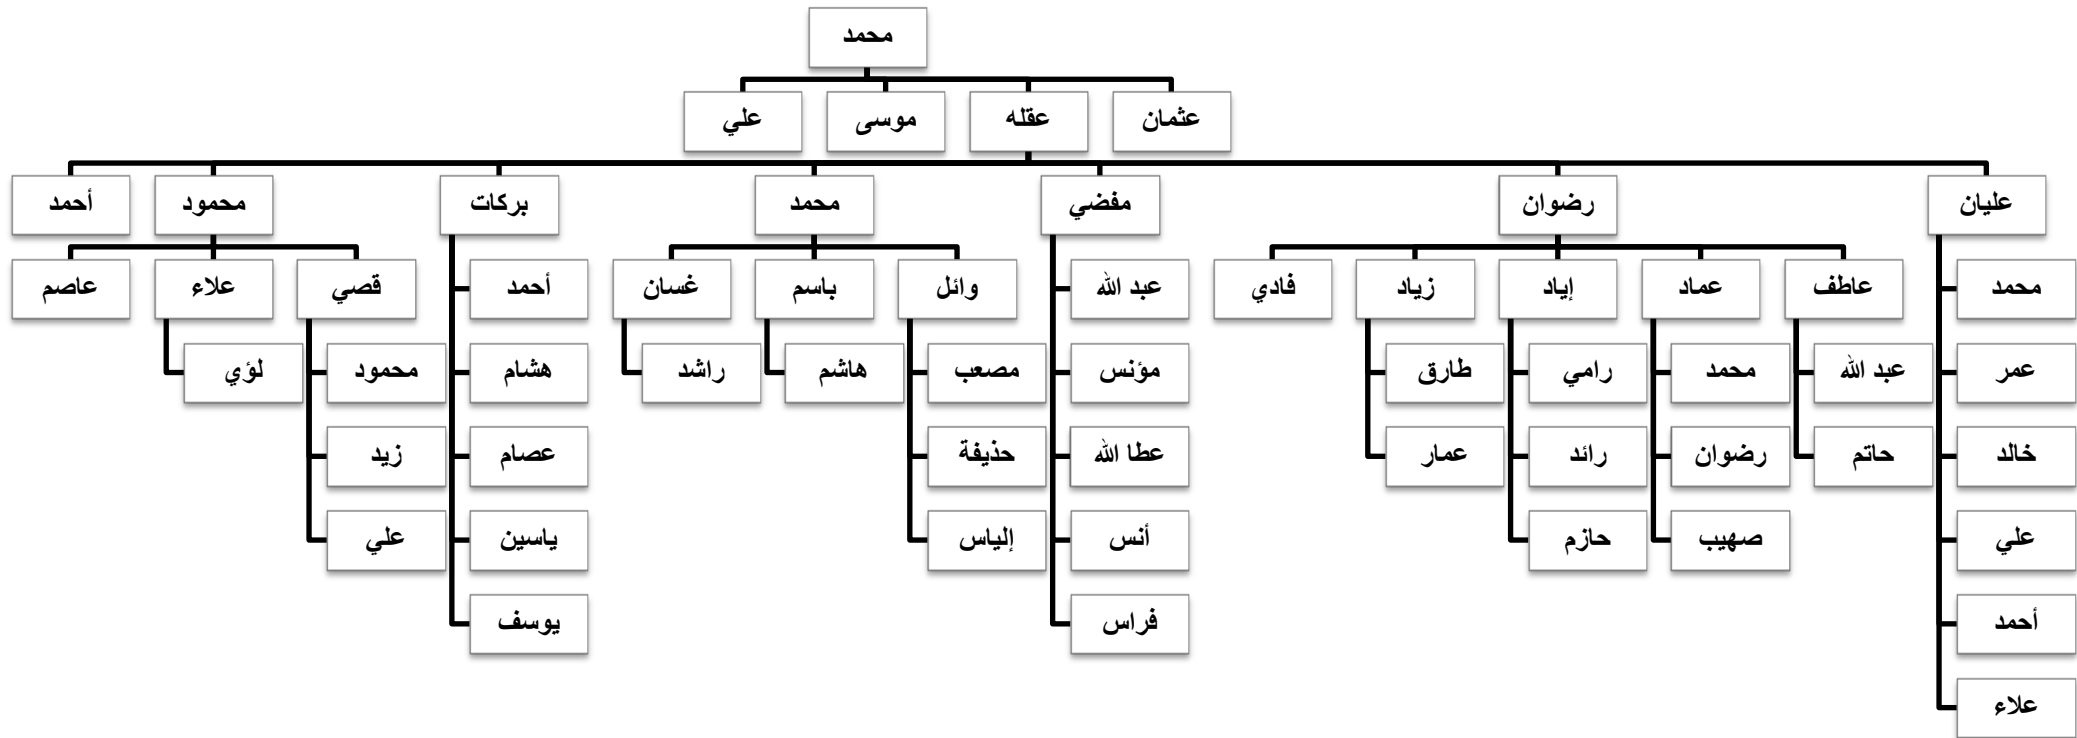 محمد
عثمان
عقله
موسى
علي
عليان
رضوان
مفضي
محمد
بركات
محمود
أحمد
محمد
عمر
خالد
علي
أحمد
علاء
عاطف
عماد
إياد
زياد
فادي
عبد الله
حاتم
محمد
رضوان
صهيب
رامي
رائد
حازم
طارق
عمار
عبد الله
مؤنس
عطا الله
أنس
فراس
وائل
باسم
غسان
مصعب
حذيفة
إلياس
هاشم
راشد
أحمد
هشام
عصام
ياسين
يوسف
قصي
علاء
عاصم
محمود
زيد
علي
لؤي